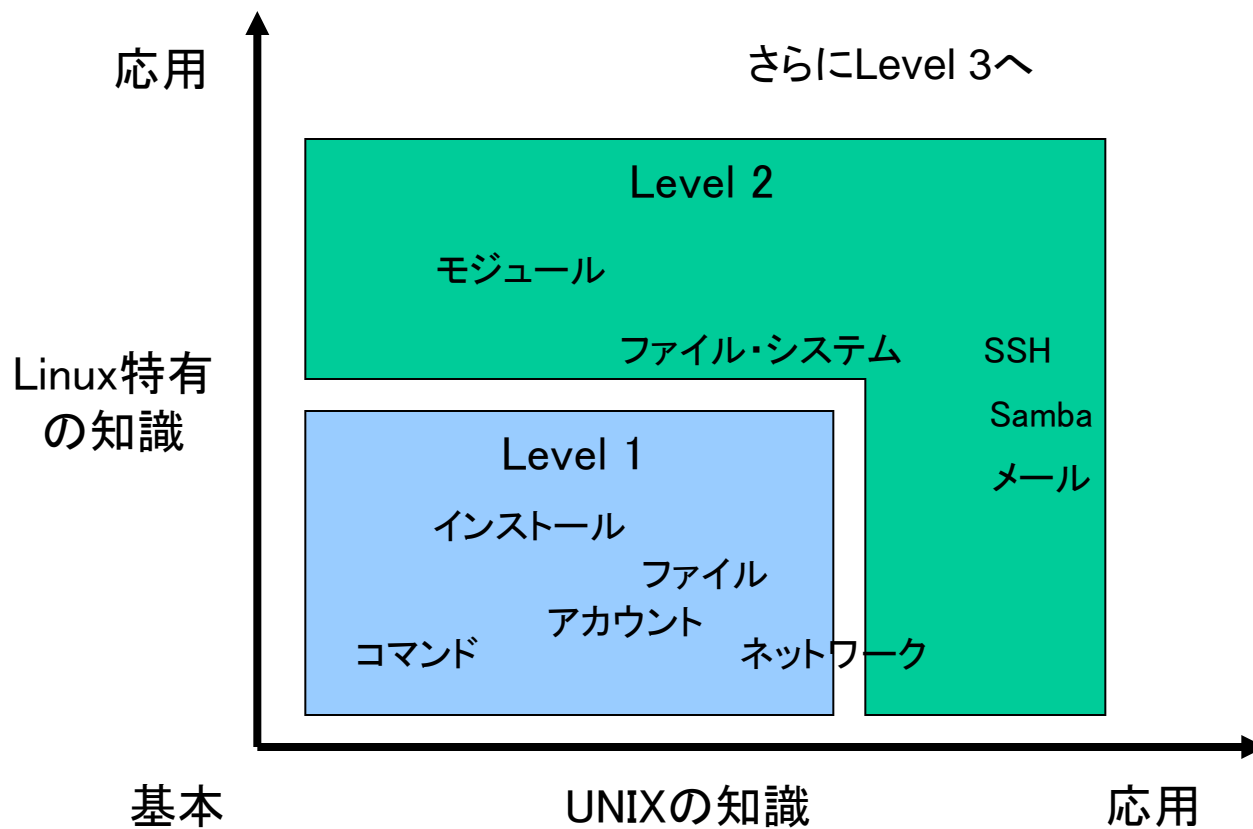 応用
さらにLevel 3へ
Level 2
モジュール
ファイル・システム
SSH
Linux特有
の知識
Samba
メール
Level 1
インストール
ファイル
アカウント
コマンド
ネットワーク
基本
UNIXの知識
応用